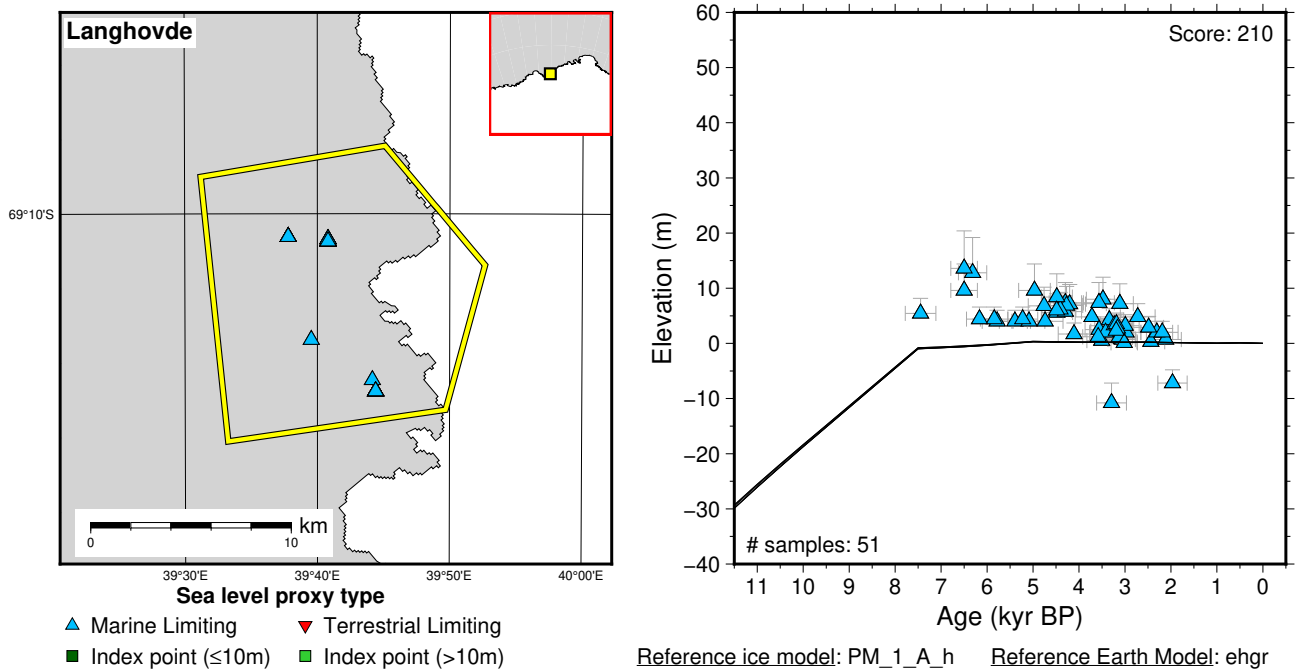 Langhovde
69°10'S
km
0
10
39°30'E
39°40'E
39°50'E
40°00'E
Sea level proxy type
Marine Limiting
Terrestrial Limiting
Index point (≤10m)
Index point (>10m)
Score: 210
60
50
40
30
20
10
0
−10
−20
−30
−40
Elevation (m)
# samples: 51
11 10 9 8 7 6 5 4 3 2 1 0
Age (kyr BP)
Reference ice model: PM_1_A_h
Reference Earth Model: ehgr